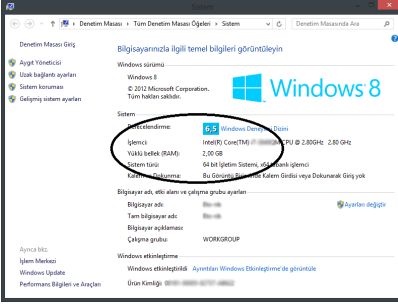 Sistem
Denetim Masası › Tüm Denetim Masası Öğeleri › Sistem
Denetim Masasında Ara
Denetim Masası Giriş
Aygıt Yöneticisi
Uzak bağlantı ayarları
Sistem koruması
Gelişmiş sistem ayarları
Bilgisayarınızla ilgili temel bilgileri görüntüleyin
Windows sürümü
Windows 8
© 2012 Microsoft Corporation.
Tüm hakları saklıdır.
Windows 8
Sistem
Derecelendirme: 6,5 Windows Deneyim Dizini
İşlemci: Intel(R) Core(TM) CPU @ 2.80GHz 2.80 GHz
Yüklü bellek (RAM): 2,00 GB
Sistem türü: 64 bit İşletim Sistemi, x64 tabanlı işlemci
Kalem ve Dokunma: Bu Görüntü Biriminde Kalem Girdisi veya Dokunarak Giriş yok
Bilgisayar adı, etki alanı ve çalışma grubu ayarları
Bilgisayar adı:
Ayarları değiştir
Tam bilgisayar adı:
Bilgisayar açıklaması:
Çalışma grubu: WORKGROUP
Windows etkinleştirme
Windows etkinleştirildi Ayrıntıları Windows Etkinleştirme'de görüntüle
Ürün Kimliği:
Ayrıca bkz.
İşlem Merkezi
Windows Update
Performans Bilgileri ve Araçları